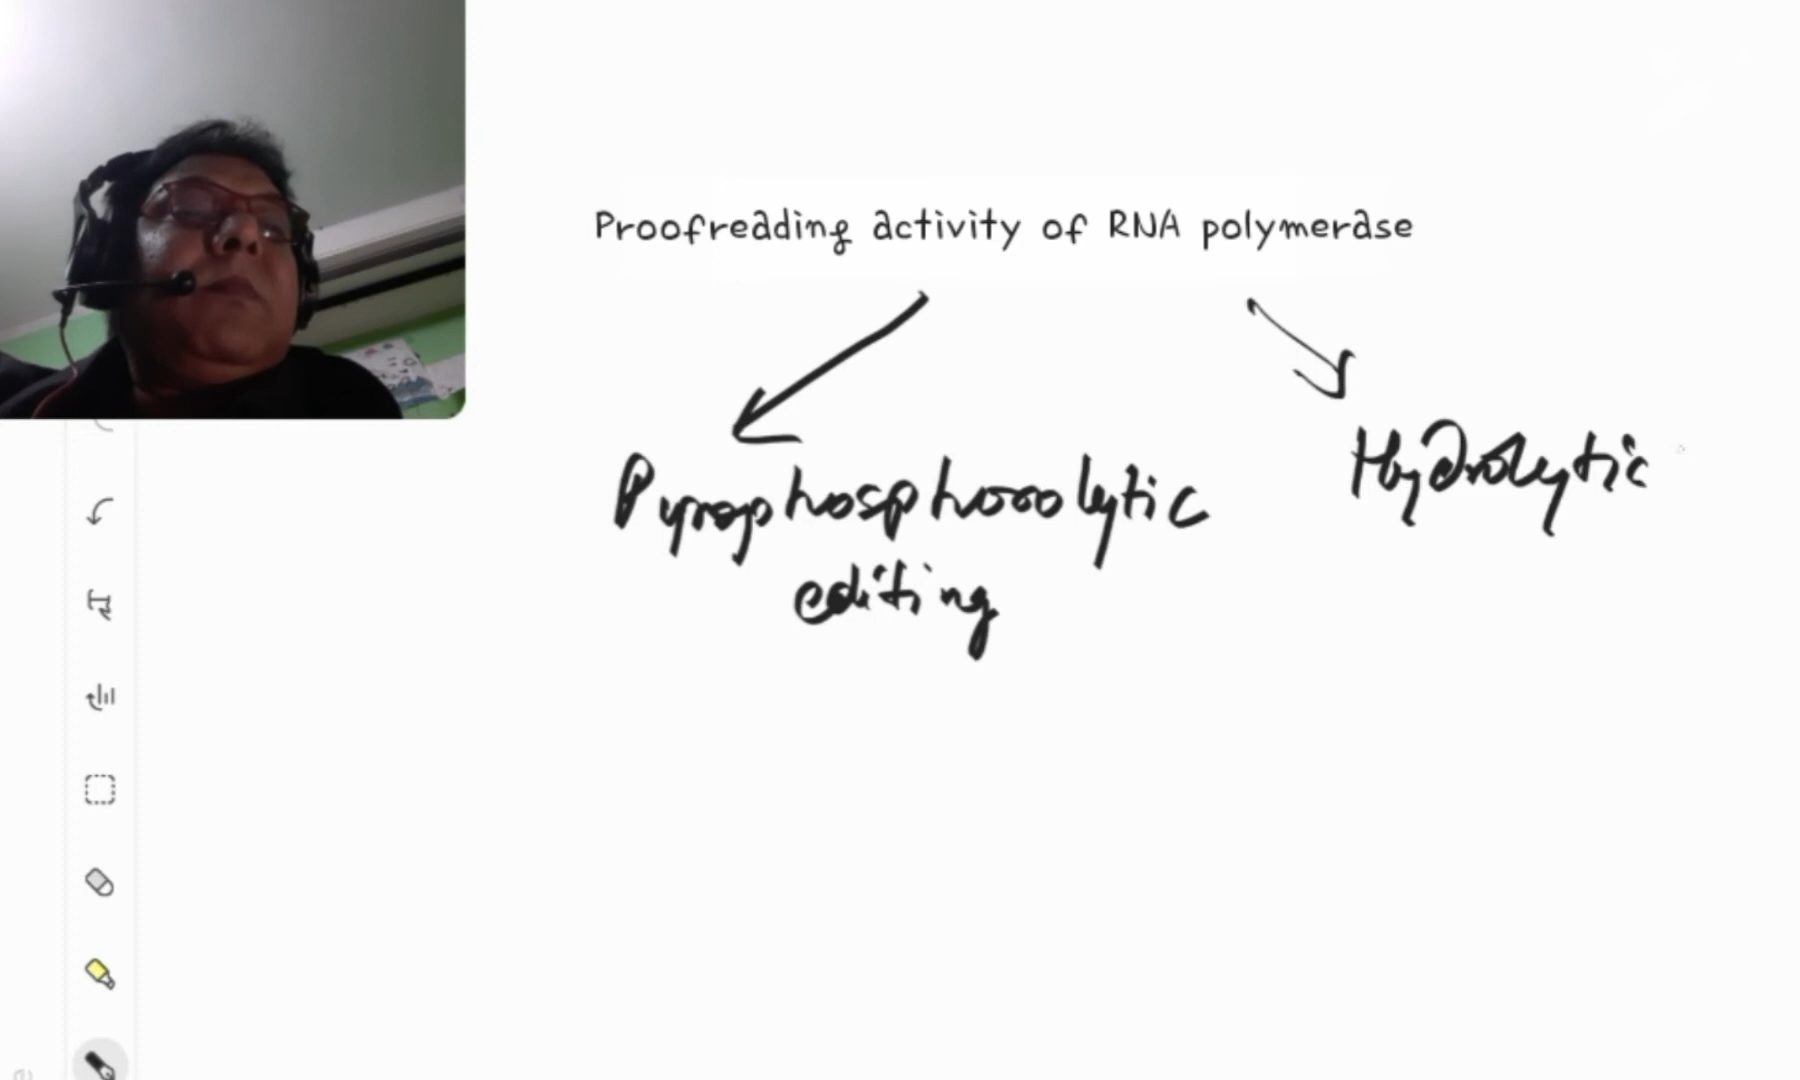 Proofreading activity of RNA polymerase
Pyrophosphorolytic
editing
Hydrolytic